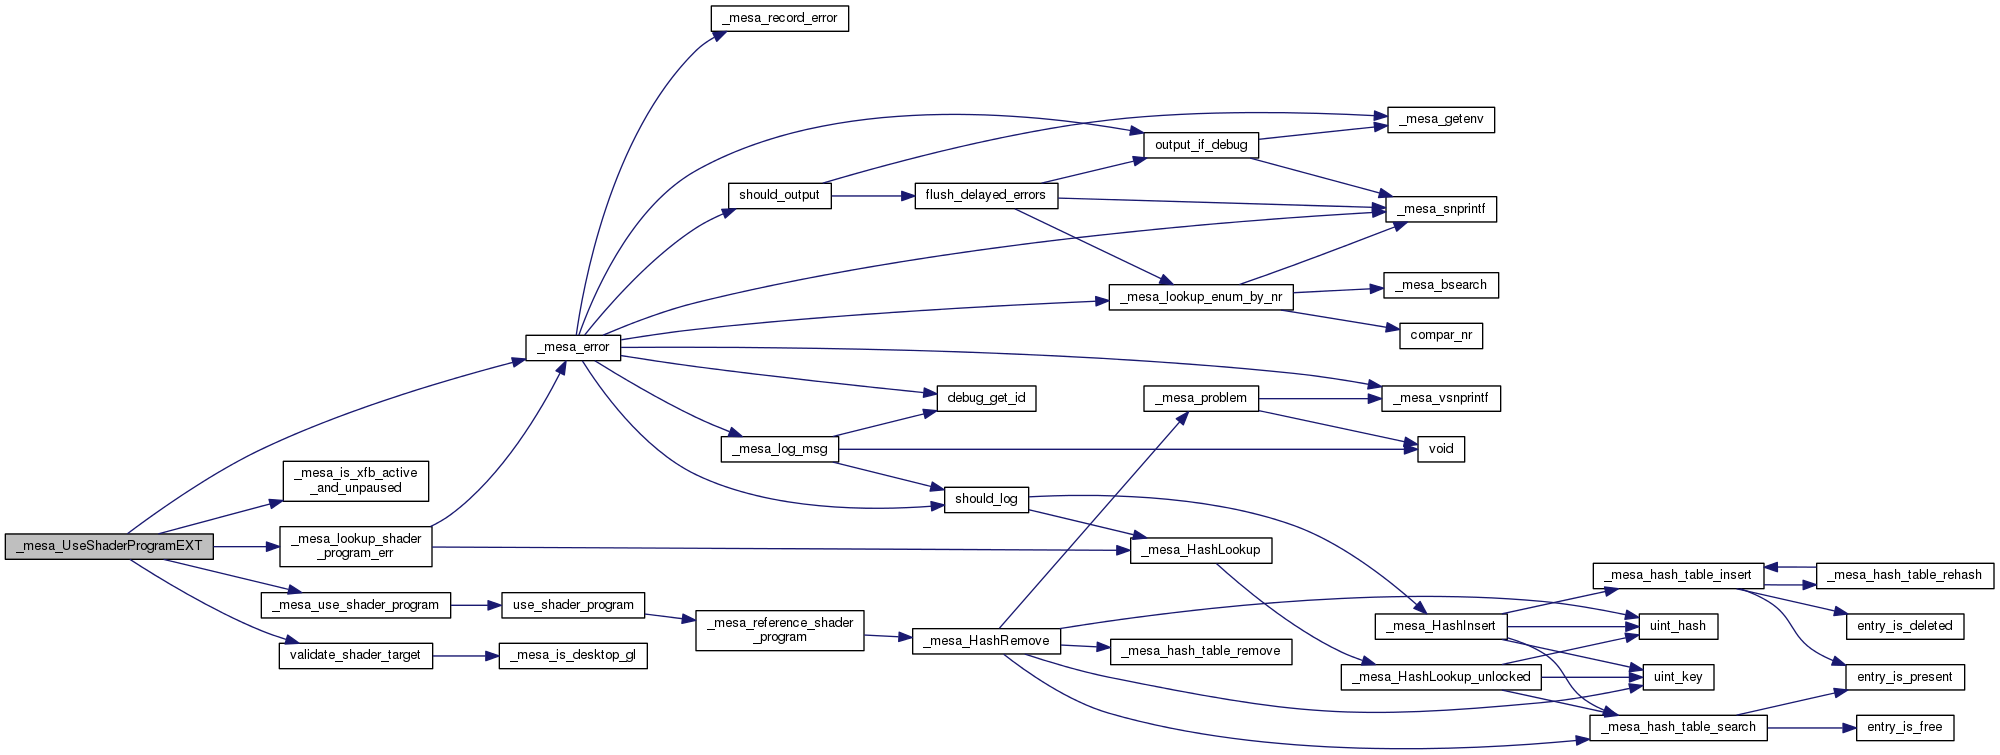 _mesa_record_error
_mesa_getenv
output_if_debug
should_output
flush_delayed_errors
_mesa_snprintf
_mesa_bsearch
_mesa_lookup_enum_by_nr
compar_nr
_mesa_error
debug_get_id
_mesa_problem
_mesa_vsnprintf
_mesa_log_msg
void
_mesa_is_xfb_active
_and_unpaused
should_log
_mesa_UseShaderProgramEXT
_mesa_lookup_shader
_program_err
_mesa_HashLookup
_mesa_hash_table_insert
_mesa_hash_table_rehash
_mesa_use_shader_program
use_shader_program
_mesa_reference_shader
_program
_mesa_HashRemove
_mesa_HashInsert
uint_hash
entry_is_deleted
validate_shader_target
_mesa_is_desktop_gl
_mesa_hash_table_remove
_mesa_HashLookup_unlocked
uint_key
entry_is_present
_mesa_hash_table_search
entry_is_free